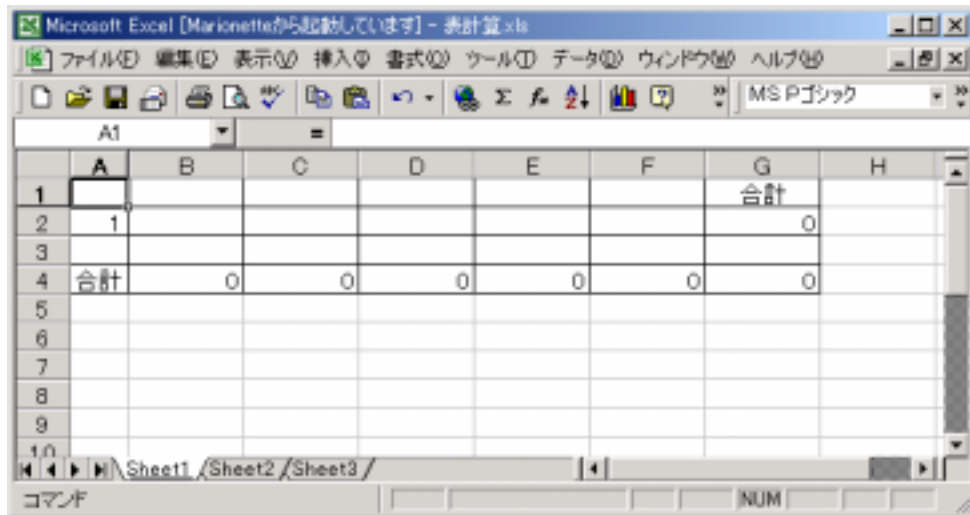 Microsoft Excel [Marionetteから起動しています] - 表計算.xls
ファイル(F) 編集(E) 表示(V) 挿入(I) 書式(O) ツール(T) データ(D) ウィンドウ(W) ヘルプ(H)
MS Pゴシック
A1 =
A B C D E F G H
1 合計
2 1 0
3
4 合計 0 0 0 0 0 0
5
6
7
8
9
10
Sheet1 Sheet2 Sheet3
コマンド NUM